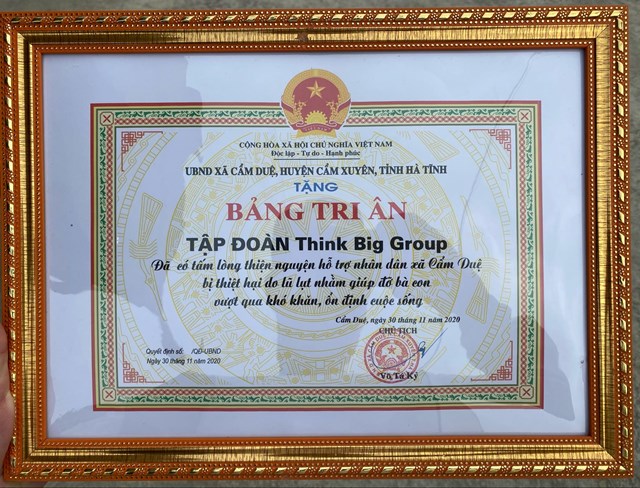 CỘNG HÒA XÃ HỘI CHỦ NGHĨA VIỆT NAM
Độc lập - Tự do - Hạnh phúc
UBND XÃ CẨM DUỆ, HUYỆN CẨM XUYÊN, TỈNH HÀ TĨNH
TẶNG
BẢNG TRI ÂN
TẬP ĐOÀN Think Big Group
Đã có tấm lòng thiện nguyện hỗ trợ nhân dân xã Cẩm Duệ
bị thiệt hại do lũ lụt nhằm giúp đỡ bà con
vượt qua khó khăn, ổn định cuộc sống
Cẩm Duệ, ngày 30 tháng 11 năm 2020
CHỦ TỊCH
Quyết định số: /QĐ-UBND
Ngày 30 tháng 11 năm 2020
Võ Tá Kỷ